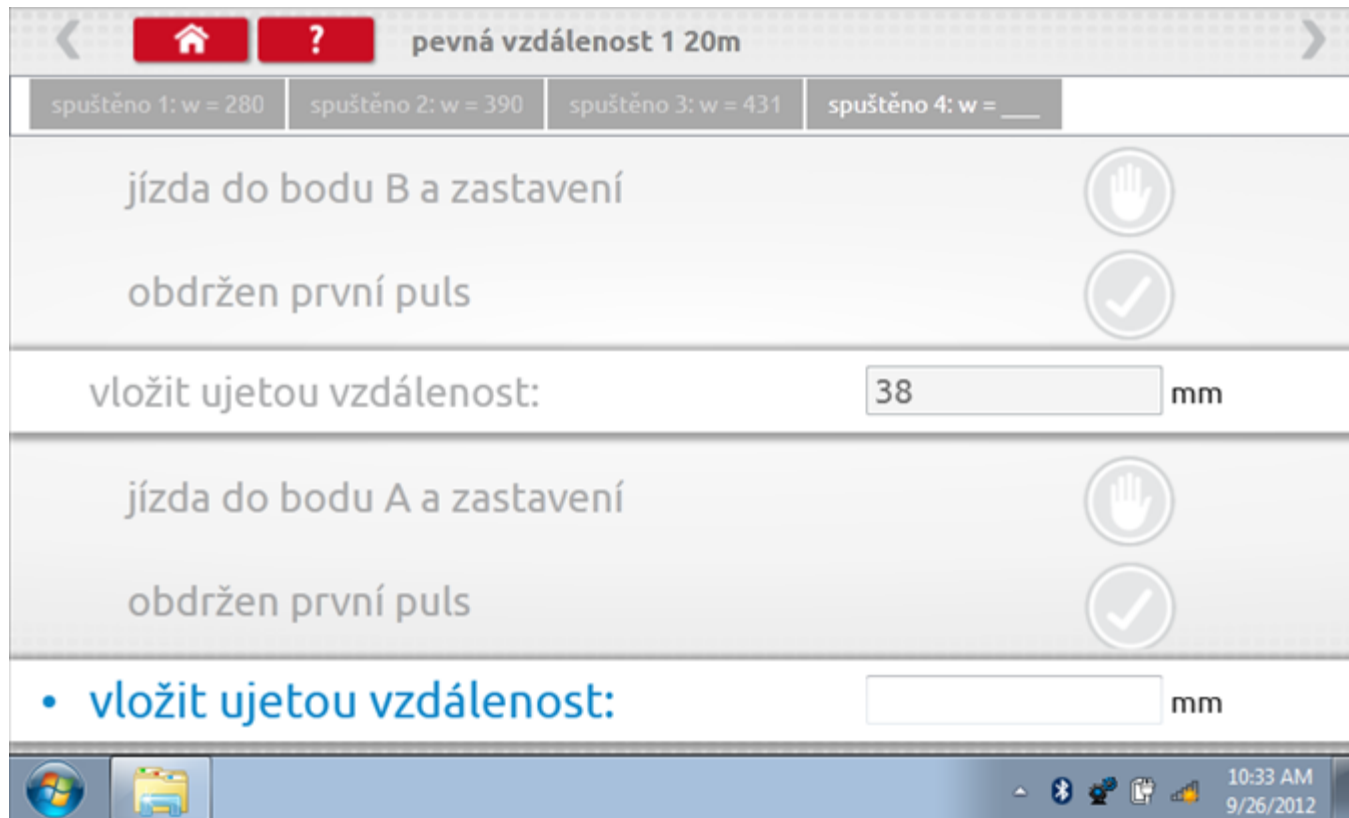 ? pevná vzdálenost 1 20m
spuštěno 1: w = 280 spuštěno 2: w = 390 spuštěno 3: w = 431 spuštěno 4: w = ___
jízda do bodu B a zastavení
obdržen první puls
vložit ujetou vzdálenost: 38 mm
jízda do bodu A a zastavení
obdržen první puls
• vložit ujetou vzdálenost: mm
10:33 AM
9/26/2012